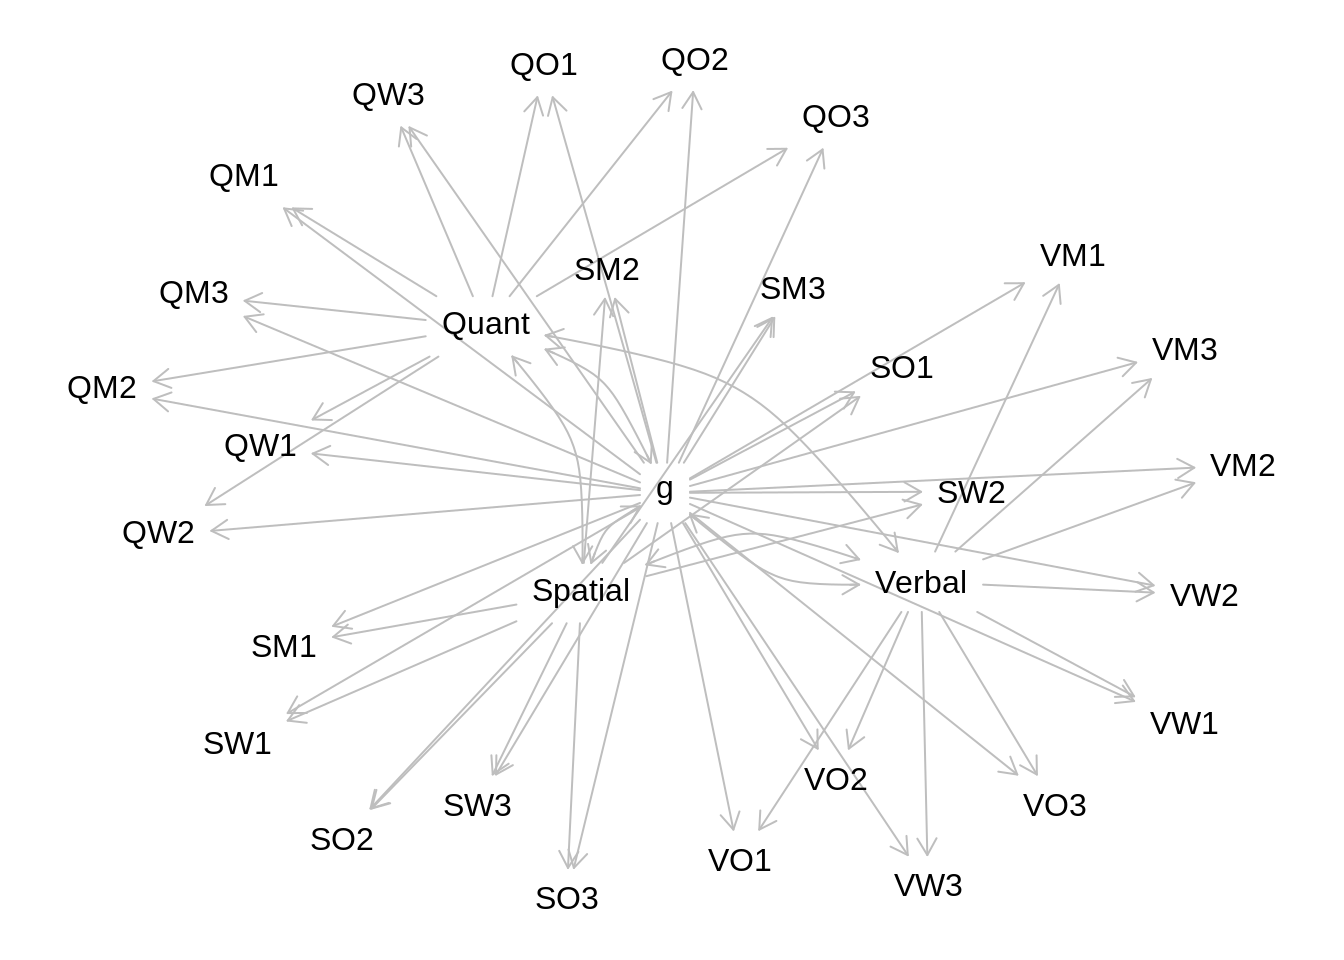 QO2
QO1
QW3
QO3
QM1
VM1
SM2
SM3
QM3
Quant
VM3
SO1
QM2
QW1
VM2
g
SW2
QW2
Verbal
Spatial
VW2
SM1
VW1
SW1
VO2
SW3
VO3
SO2
VO1
VW3
SO3